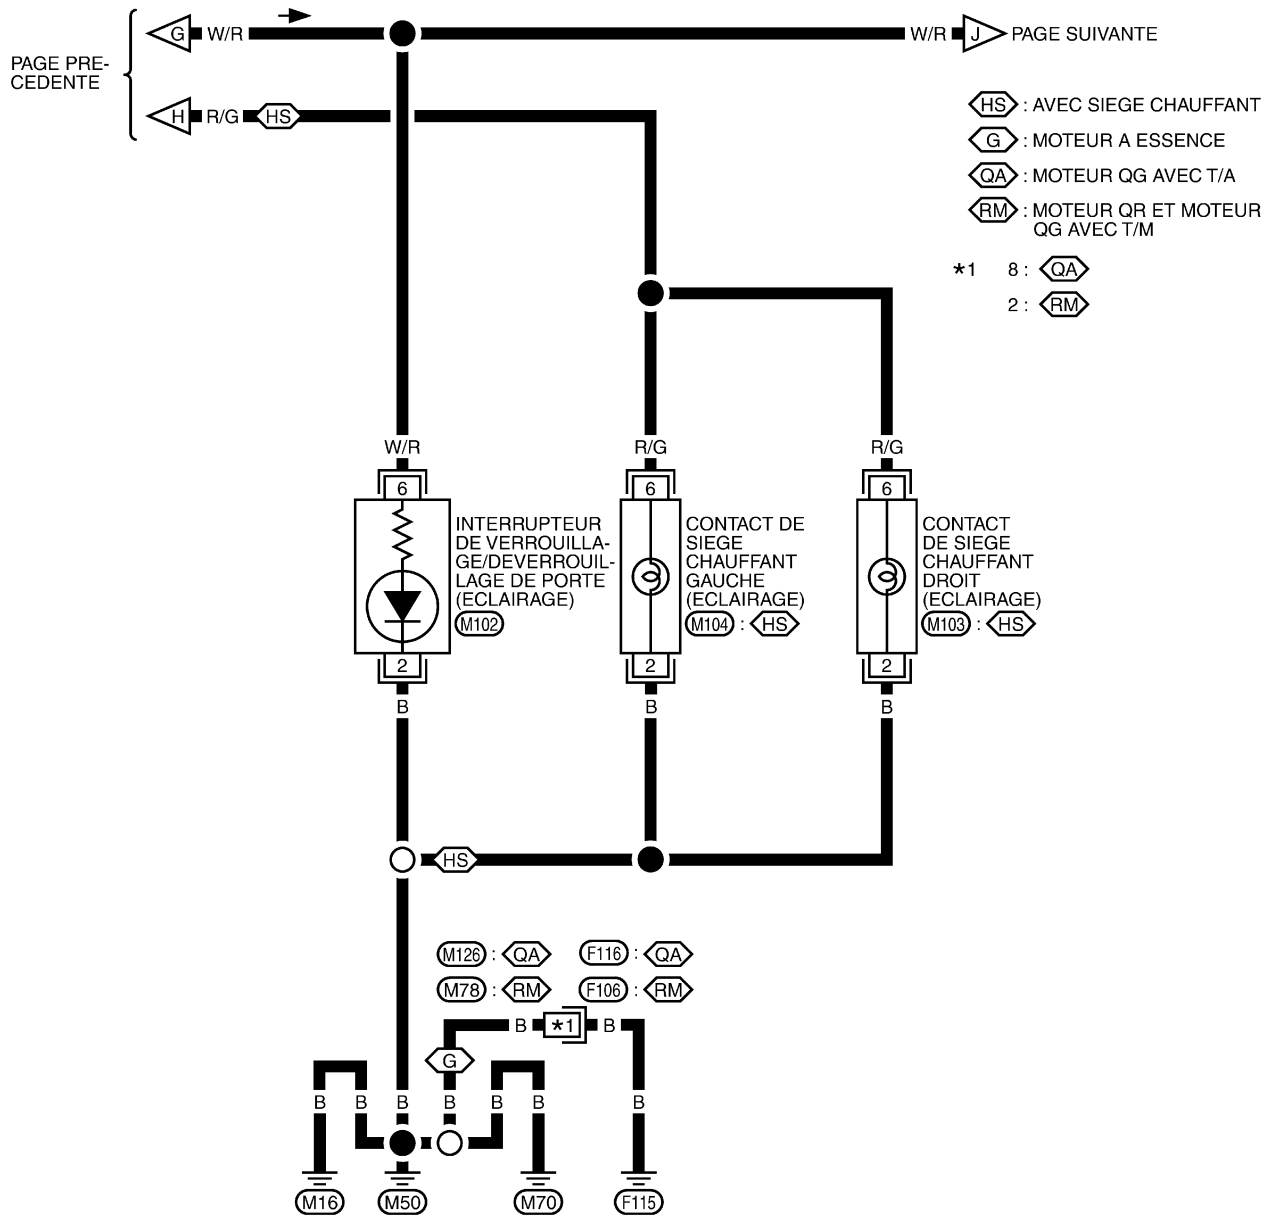 G W/R W/R J PAGE SUIVANTE
PAGE PRE-
CEDENTE
H R/G HS
HS : AVEC SIEGE CHAUFFANT
G : MOTEUR A ESSENCE
QA : MOTEUR QG AVEC T/A
RM : MOTEUR QR ET MOTEUR
QG AVEC T/M
*1 8 : QA
2 : RM
W/R R/G R/G
6 6 6
INTERRUPTEUR
DE VERROUILLA-
GE/DEVERROUIL-
LAGE DE PORTE
(ECLAIRAGE)
M102
CONTACT DE
SIEGE
CHAUFFANT
GAUCHE
(ECLAIRAGE)
M104 : HS
CONTACT
DE SIEGE
CHAUFFANT
DROIT
(ECLAIRAGE)
M103 : HS
2 2 2
B B B
HS
M126 : QA F116 : QA
M78 : RM F106 : RM
B *1 B
G
B B B B B B B
M16 M50 M70 F115